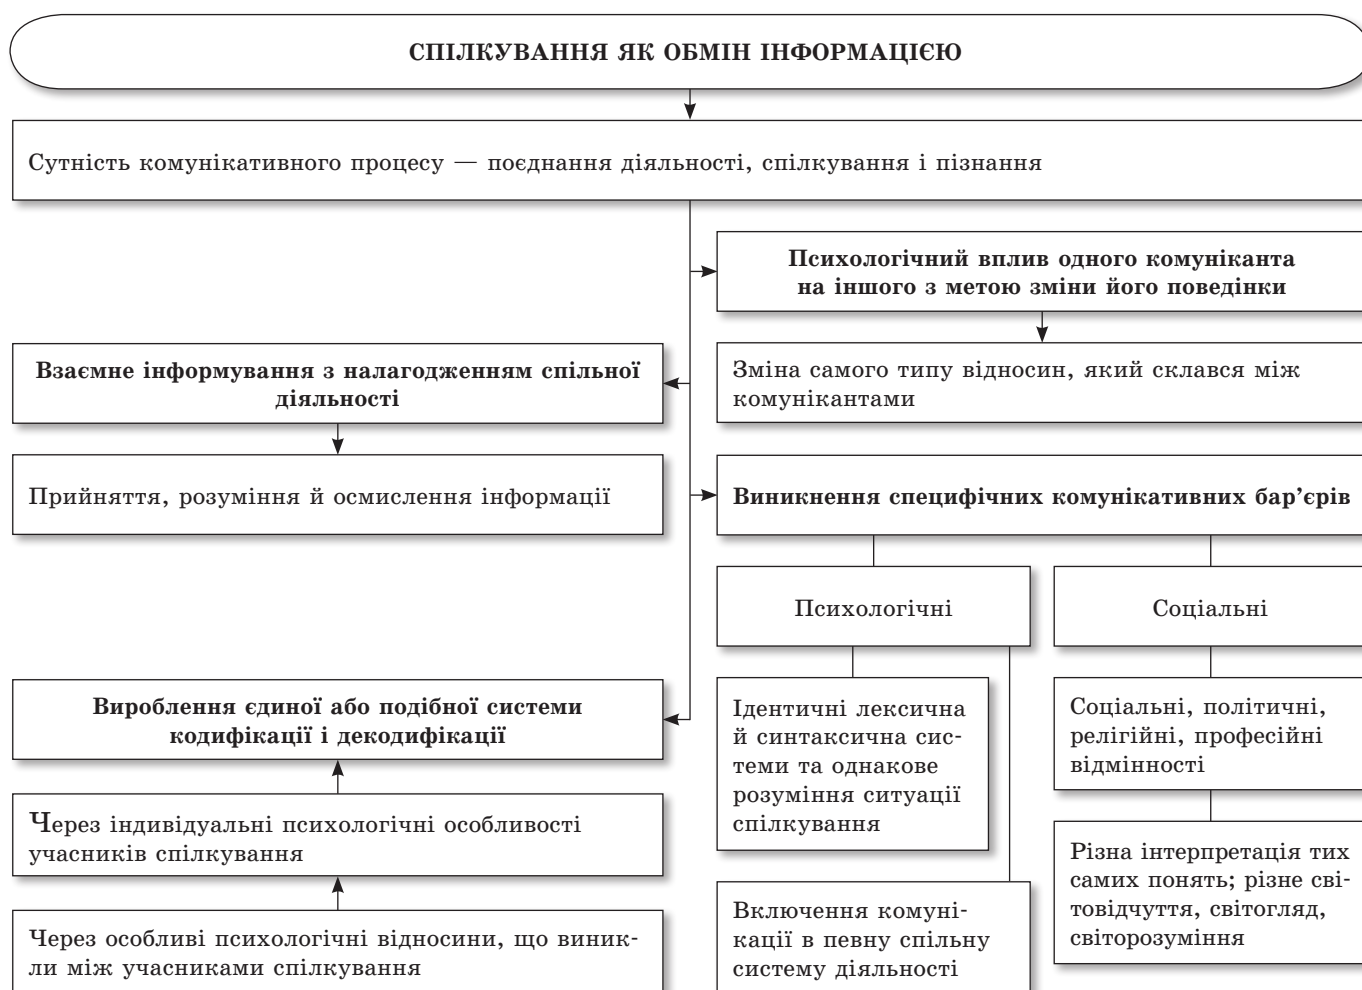 СПІЛКУВАННЯ ЯК ОБМІН ІНФОРМАЦІЄЮ
Сутність комунікативного процесу — поєднання діяльності, спілкування і пізнання
Психологічний вплив одного комуніканта
на іншого з метою зміни його поведінки
Зміна самого типу відносин, який склався між
комунікантами
Взаємне інформування з налагодженням спільної
діяльності
Прийняття, розуміння й осмислення інформації
Виникнення специфічних комунікативних бар’єрів
Психологічні
Соціальні
Ідентичні лексична
й синтаксична сис-
теми та однакове
розуміння ситуації
спілкування
Включення комуні-
кації в певну спільну
систему діяльності
Соціальні, політичні,
релігійні, професійні
відмінності
Різна інтерпретація тих
самих понять; різне сві-
товідчуття, світогляд,
світорозуміння
Вироблення єдиної або подібної системи
кодифікації і декодифікації
Через індивідуальні психологічні особливості
учасників спілкування
Через особливі психологічні відносини, що виник-
ли між учасниками спілкування